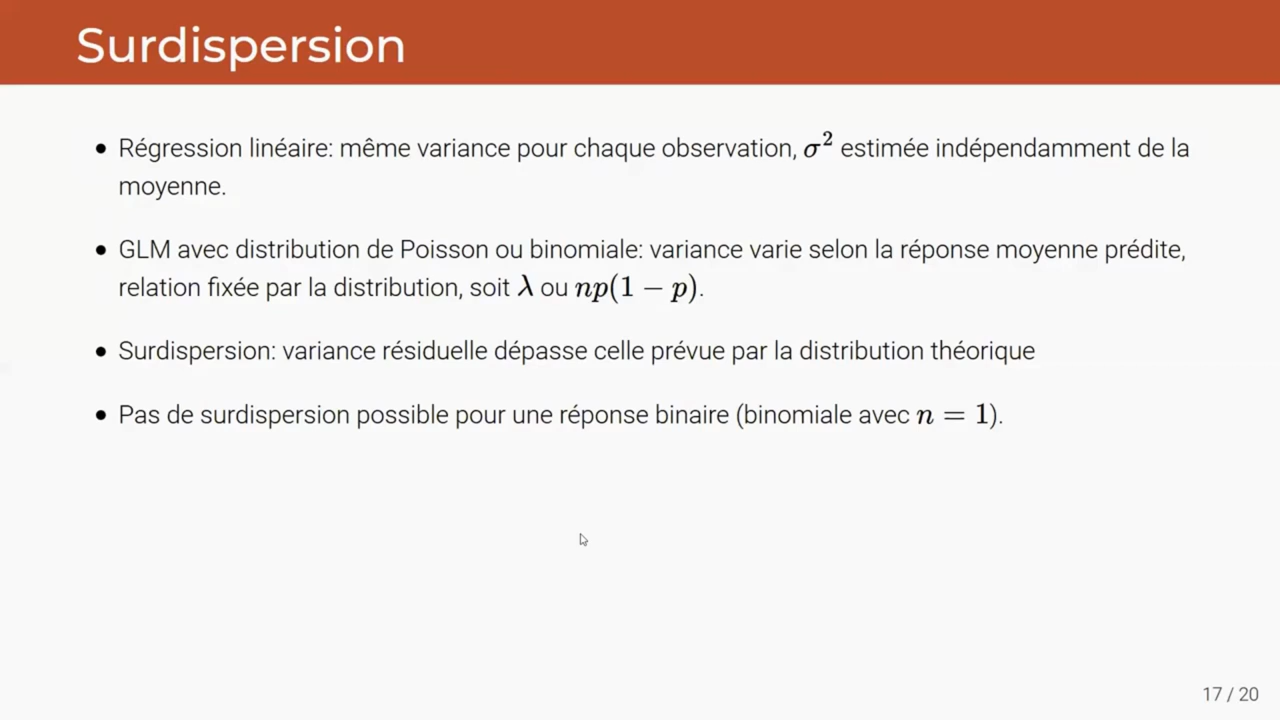 Surdispersion
• Régression linéaire: même variance pour chaque observation, σ² estimée indépendamment de la
moyenne.
• GLM avec distribution de Poisson ou binomiale: variance varie selon la réponse moyenne prédite,
relation fixée par la distribution, soit λ ou np(1 − p).
• Surdispersion: variance résiduelle dépasse celle prévue par la distribution théorique
• Pas de surdispersion possible pour une réponse binaire (binomiale avec n = 1).
17 / 20